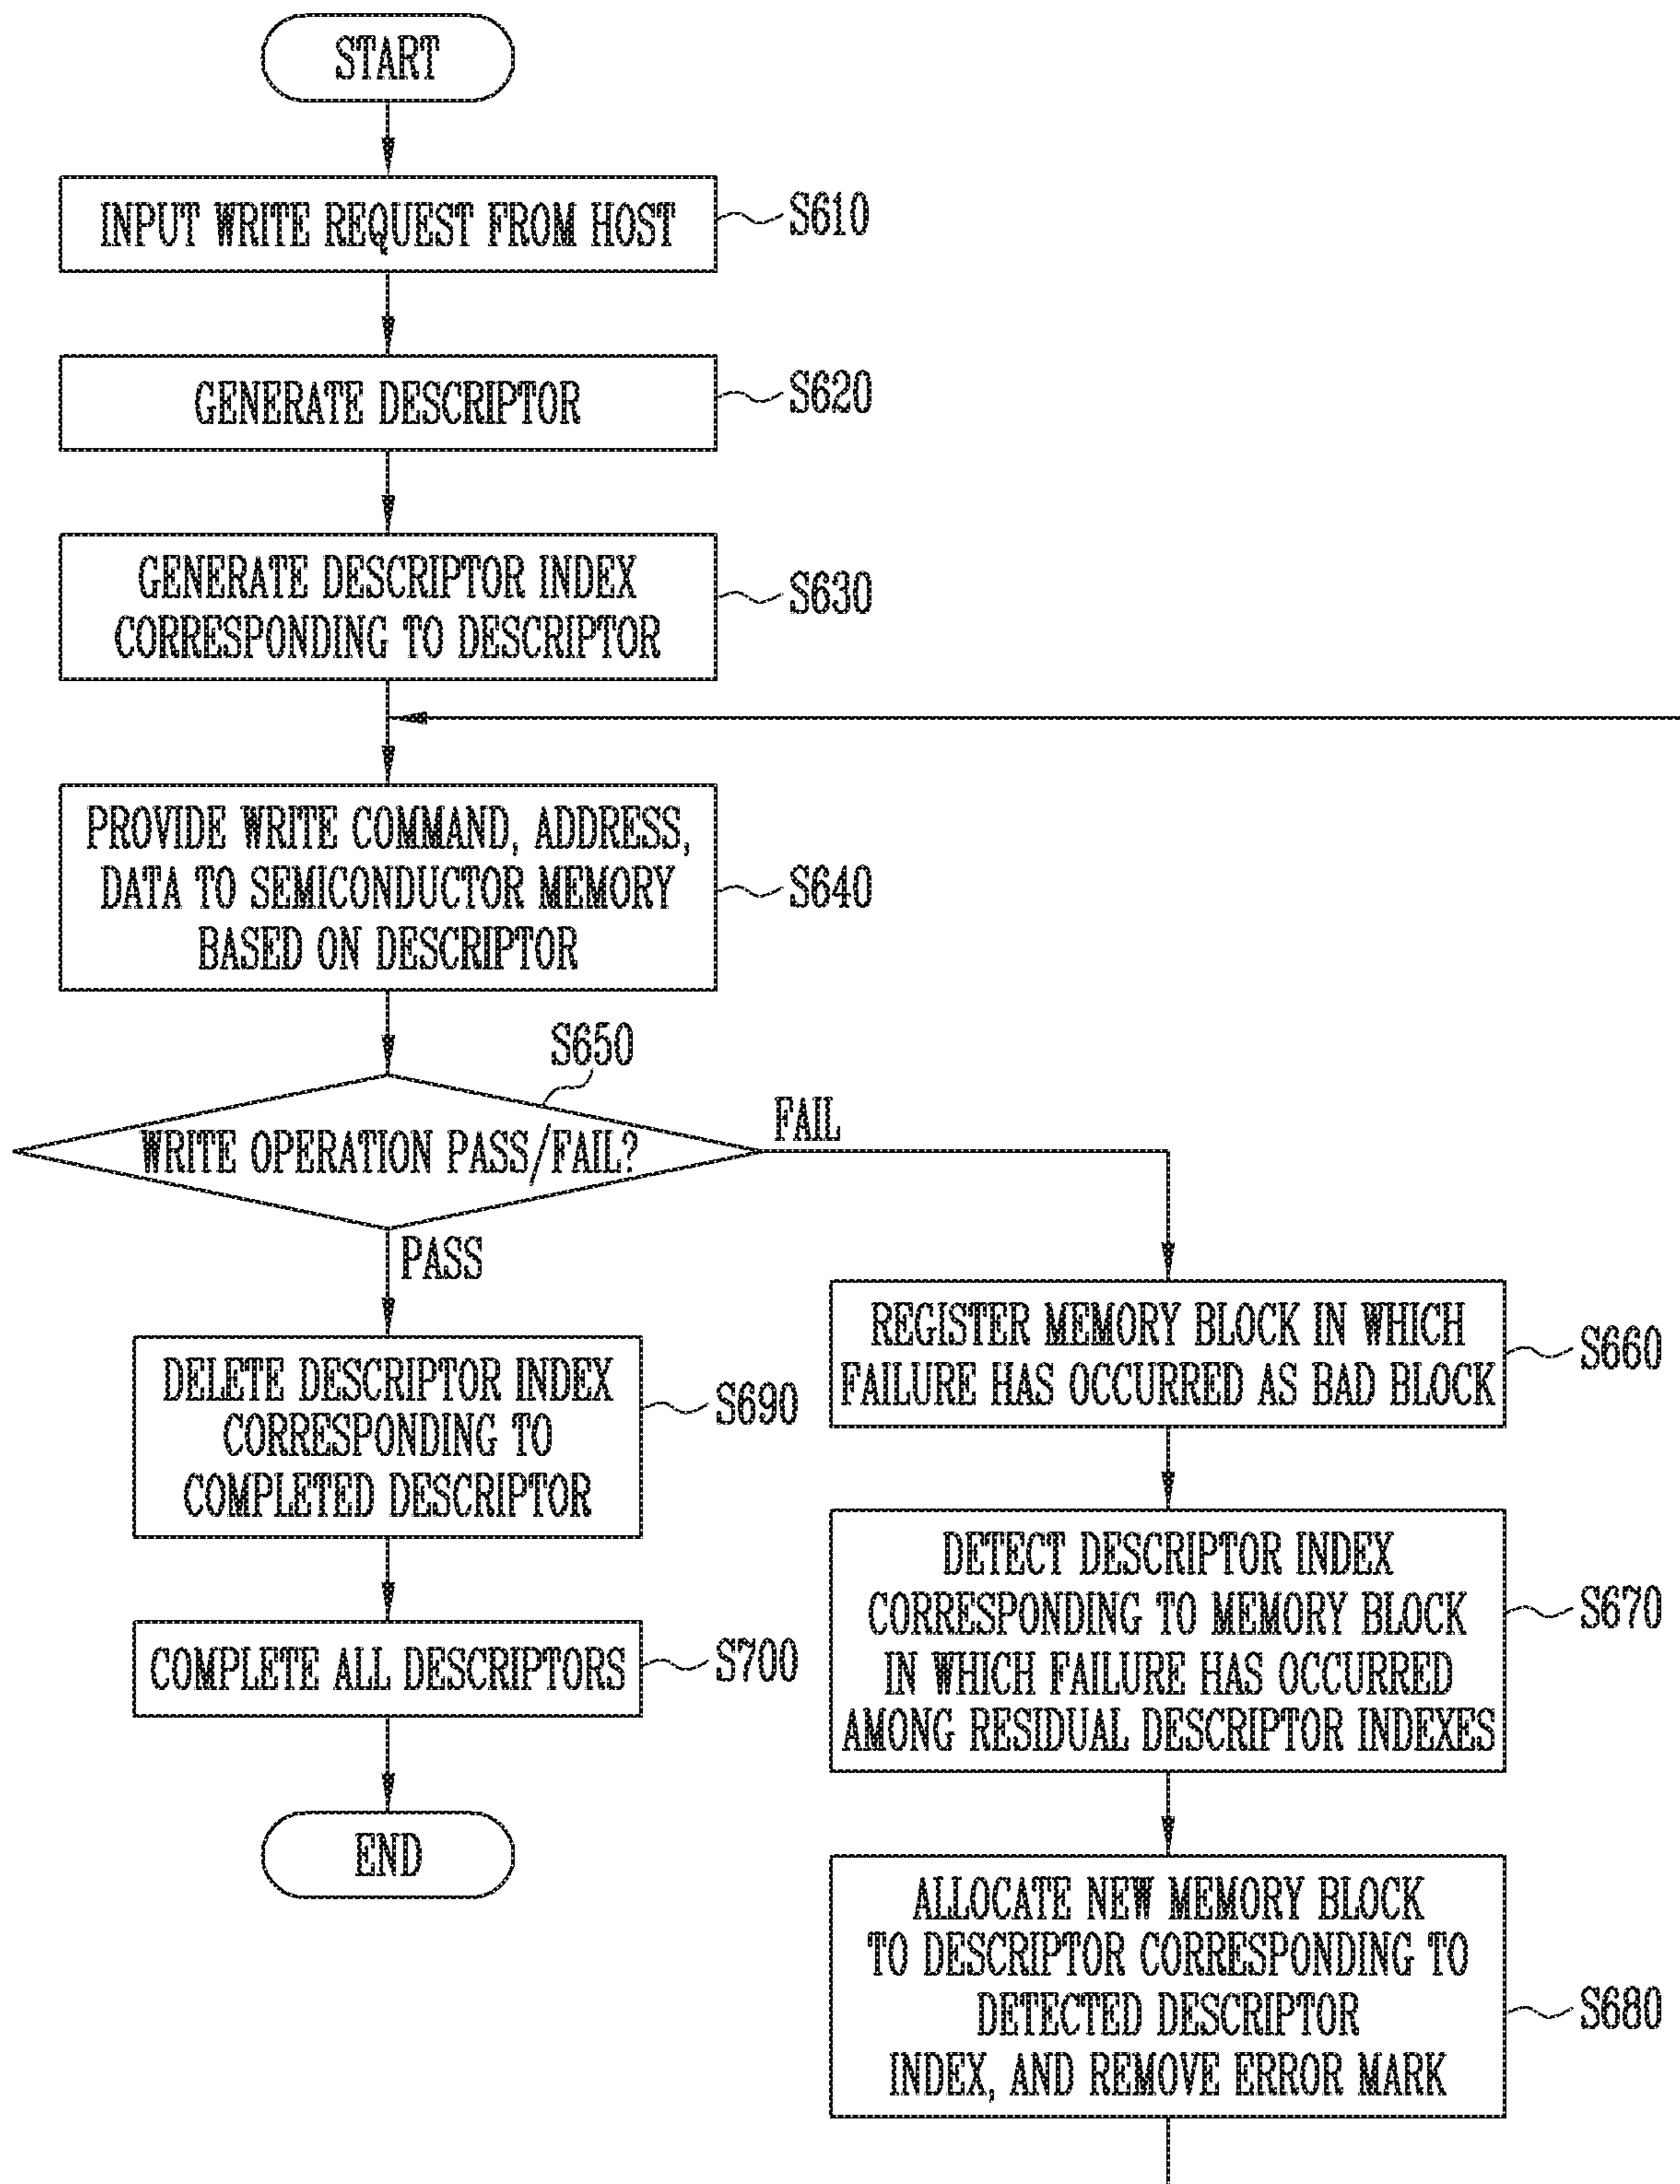 START
INPUT WRITE REQUEST FROM HOST
S610
GENERATE DESCRIPTOR
S620
GENERATE DESCRIPTOR INDEX
CORRESPONDING TO DESCRIPTOR
S630
PROVIDE WRITE COMMAND, ADDRESS,
DATA TO SEMICONDUCTOR MEMORY
BASED ON DESCRIPTOR
S640
S650
WRITE OPERATION PASS/FAIL?
FAIL
PASS
REGISTER MEMORY BLOCK IN WHICH
FAILURE HAS OCCURRED AS BAD BLOCK
S660
DELETE DESCRIPTOR INDEX
CORRESPONDING TO
COMPLETED DESCRIPTOR
S690
DETECT DESCRIPTOR INDEX
CORRESPONDING TO MEMORY BLOCK
IN WHICH FAILURE HAS OCCURRED
AMONG RESIDUAL DESCRIPTOR INDEXES
S670
COMPLETE ALL DESCRIPTORS
S700
END
ALLOCATE NEW MEMORY BLOCK
TO DESCRIPTOR CORRESPONDING TO
DETECTED DESCRIPTOR
INDEX, AND REMOVE ERROR MARK
S680